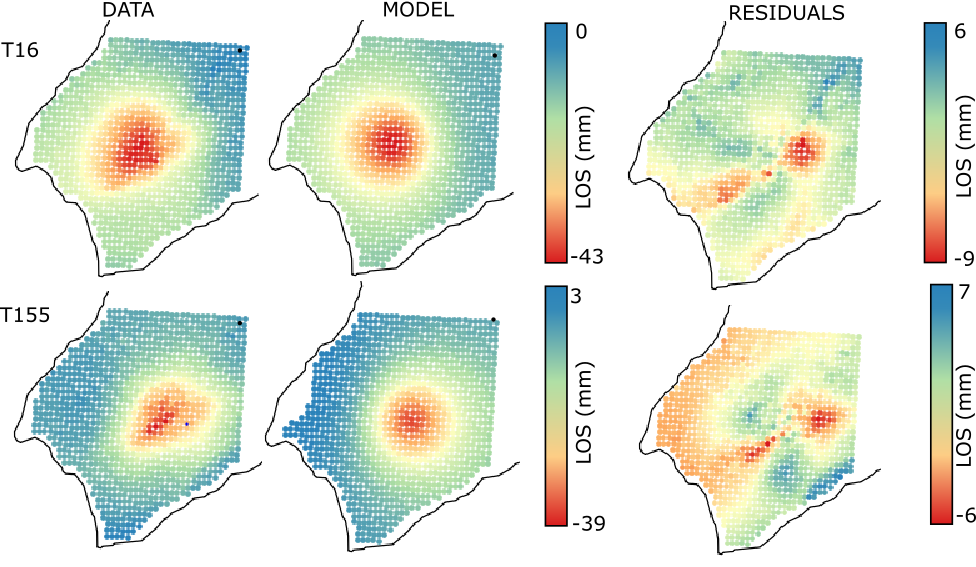 DATA MODEL RESIDUALS
T16
0
6
LOS (mm)
LOS (mm)
-43
-9
T155
3
7
LOS (mm)
LOS (mm)
-39
-6